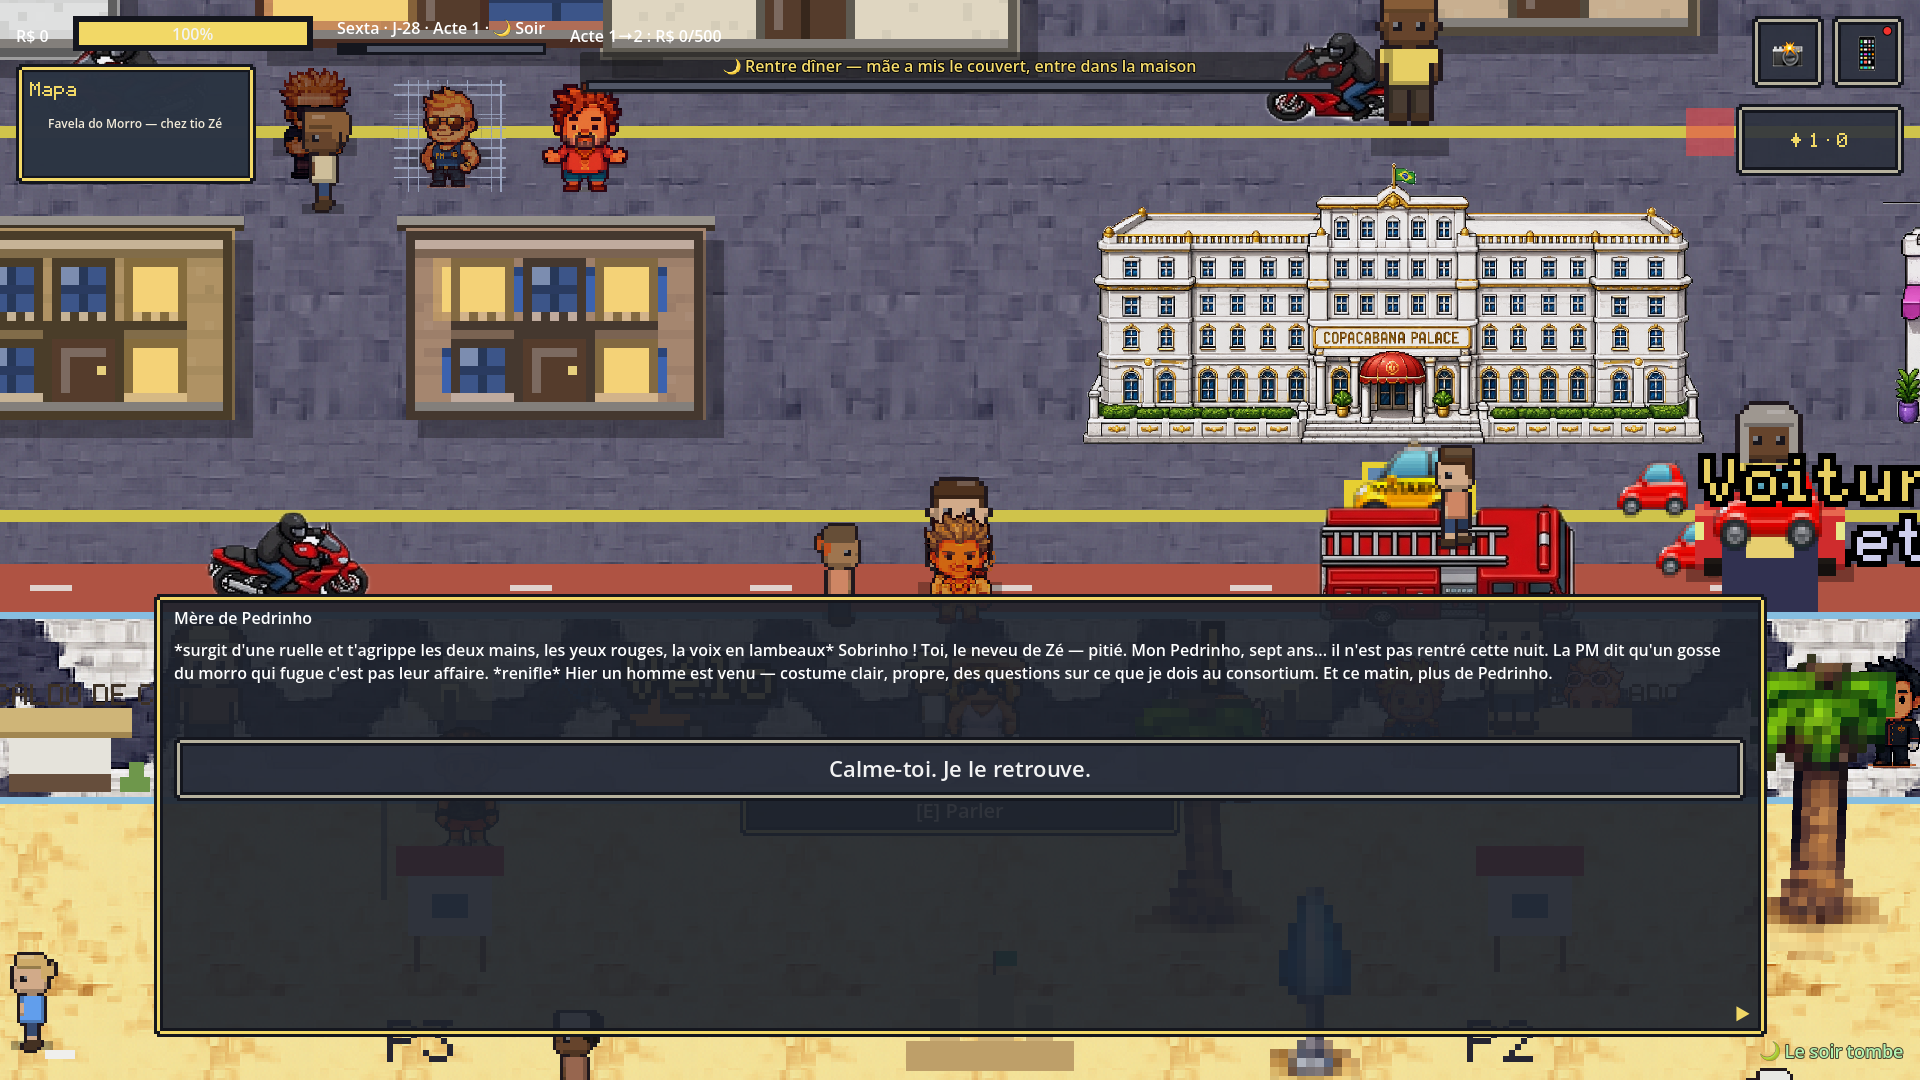 R$ 0
100%
Sexta · J-28 · Acte 1 · 🌙 Soir
Acte 1→2 : R$ 0/500
🌙 Rentre dîner — mãe a mis le couvert, entre dans la maison
Mapa
Favela do Morro — chez tio Zé
1 · 0
COPACABANA PALACE
Voitur
et
Mère de Pedrinho
*surgit d'une ruelle et t'agrippe les deux mains, les yeux rouges, la voix en lambeaux* Sobrinho ! Toi, le neveu de Zé — pitié. Mon Pedrinho, sept ans... il n'est pas rentré cette nuit. La PM dit qu'un gosse
du morro qui fugue c'est pas leur affaire. *renifle* Hier un homme est venu — costume clair, propre, des questions sur ce que je dois au consortium. Et ce matin, plus de Pedrinho.
Calme-toi. Je le retrouve.
[E] Parler
P3
P2
🌙 Le soir tombe